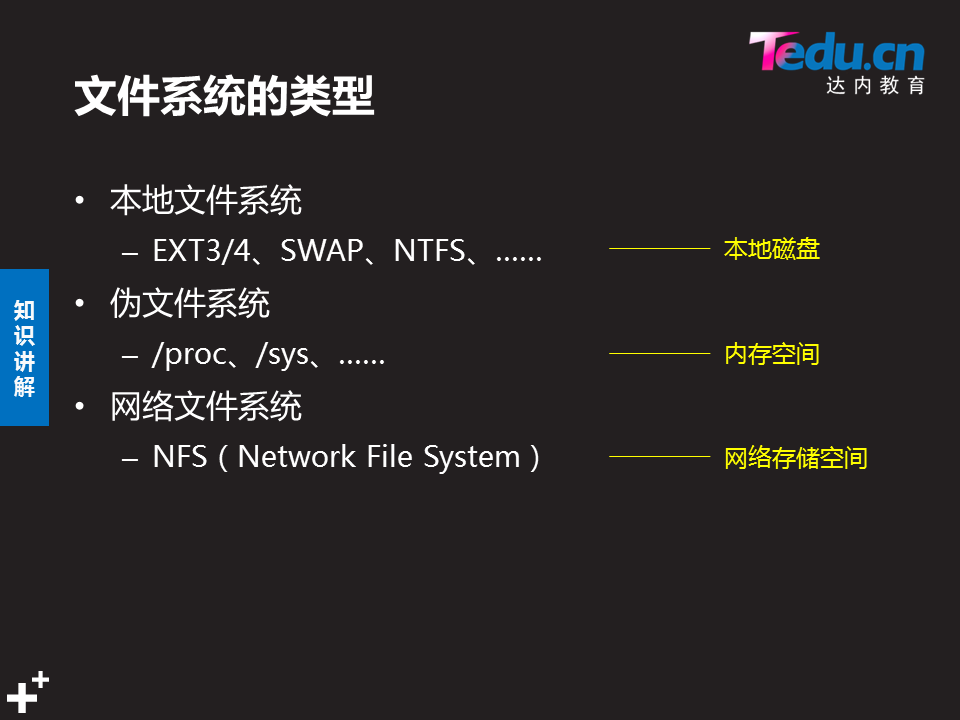 Tedu.cn
达内教育
文件系统的类型
• 本地文件系统
– EXT3/4、SWAP、NTFS、…… 本地磁盘
• 伪文件系统
– /proc、/sys、…… 内存空间
• 网络文件系统
– NFS（Network File System） 网络存储空间
知识讲解